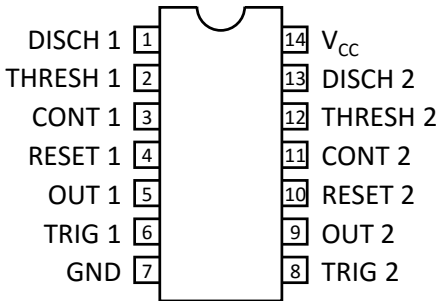 DISCH 1 1 14 VCC
THRESH 1 2 13 DISCH 2
CONT 1 3 12 THRESH 2
RESET 1 4 11 CONT 2
OUT 1 5 10 RESET 2
TRIG 1 6 9 OUT 2
GND 7 8 TRIG 2